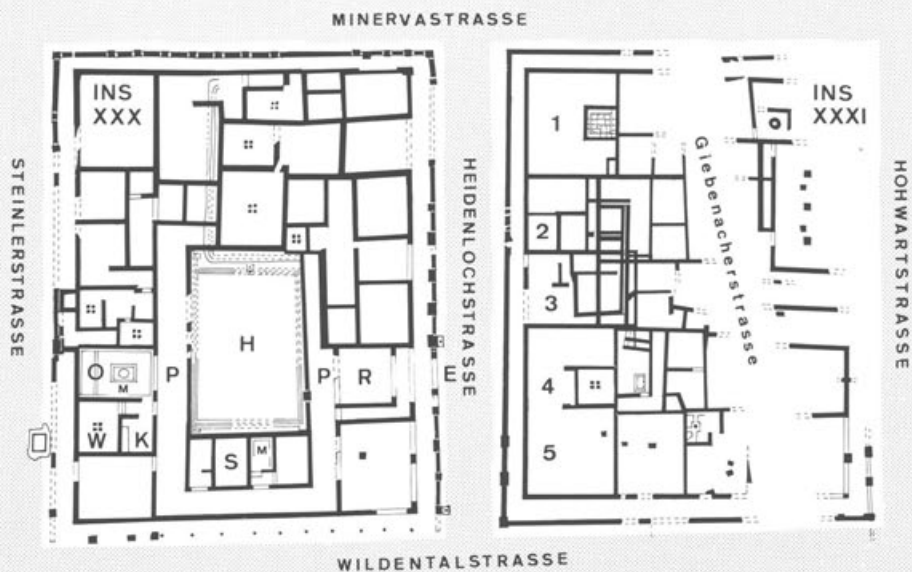 MINERVASTRASSE
INS
XXX
INS
XXXI
1
STEINLERSTRASSE
HEIDENLOCHSTRASSE
Giebenacherstrasse
HOHWARTSTRASSE
2
3
H
O
M
P
P
R
E
4
W
K
S
M
5
WILDENTALSTRASSE